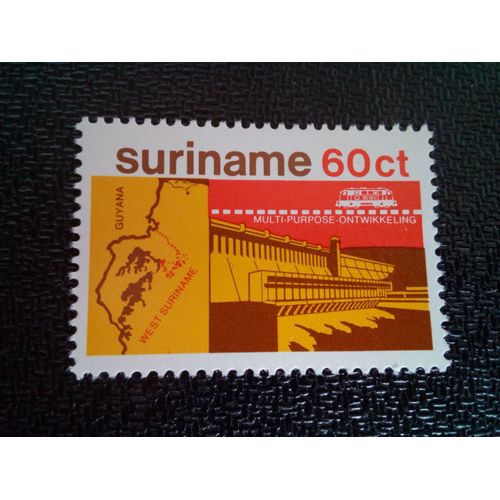 suriname 60ct
MULTI-PURPOSE-ONTWIKKELING
GUYANA
WEST SURINAME